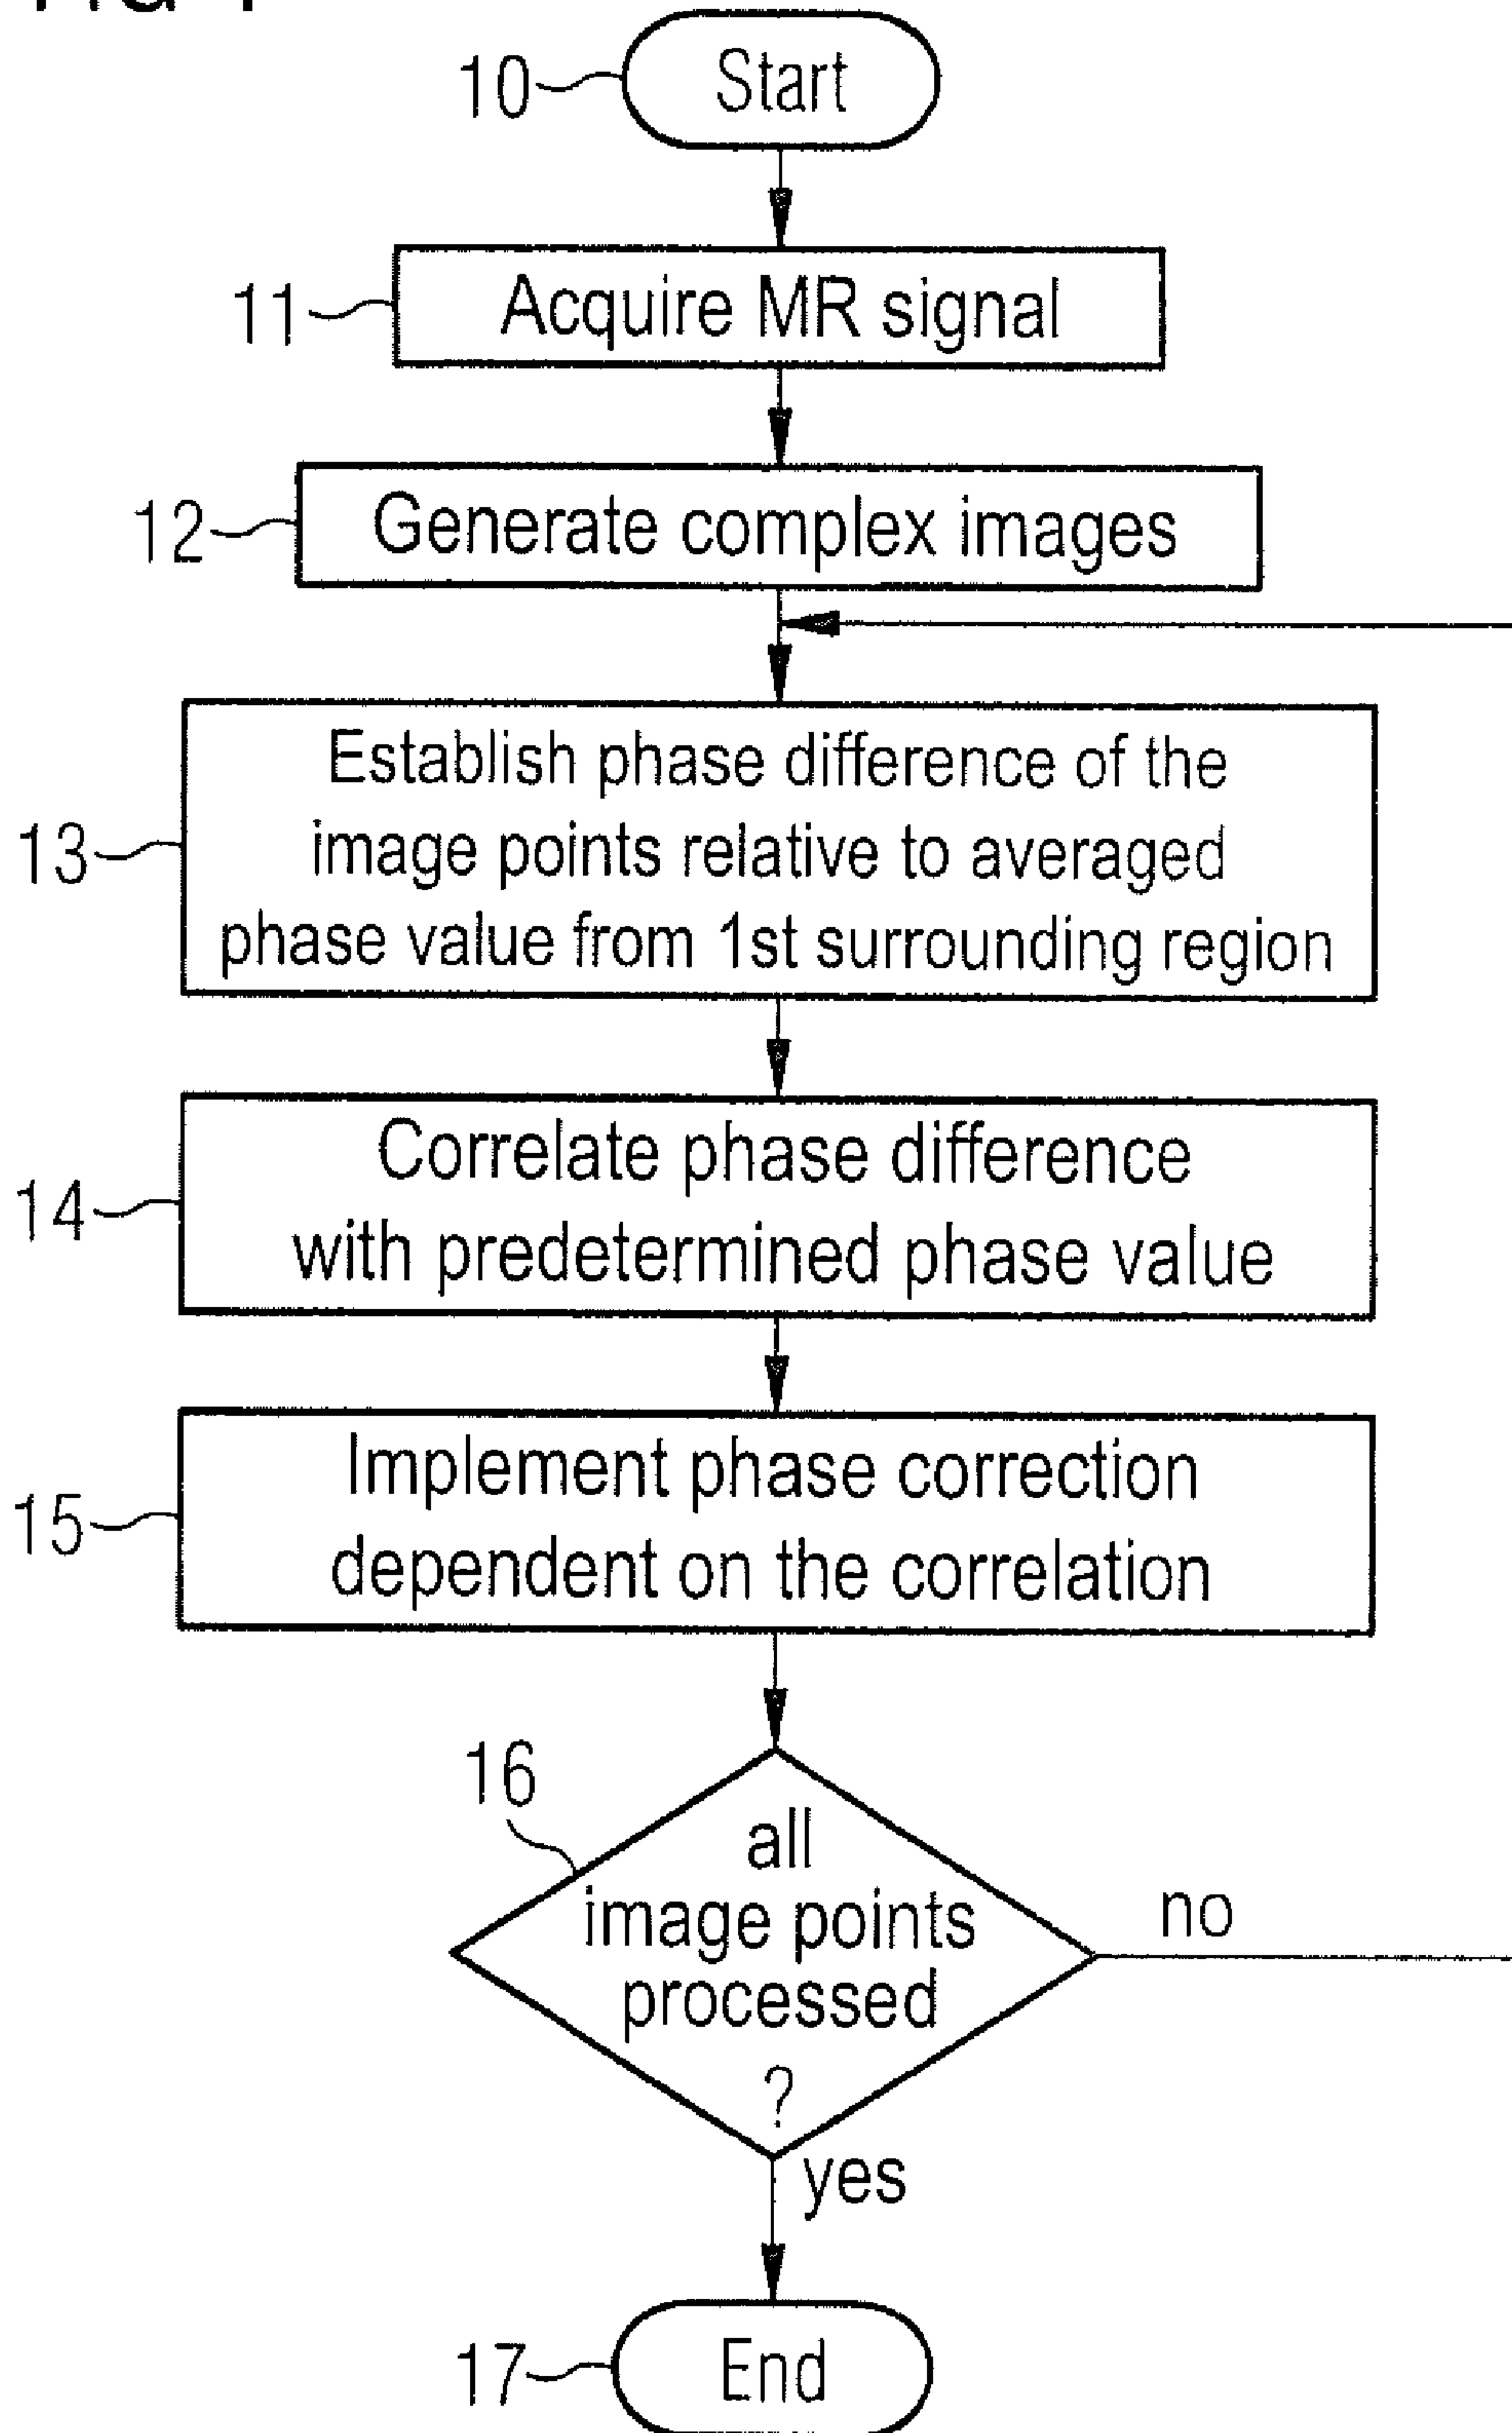 10
Start
11
Acquire MR signal
12
Generate complex images
13
Establish phase difference of the
image points relative to averaged
phase value from 1st surrounding region
14
Correlate phase difference
with predetermined phase value
15
Implement phase correction
dependent on the correlation
16
all
image points
processed
?
no
yes
17
End